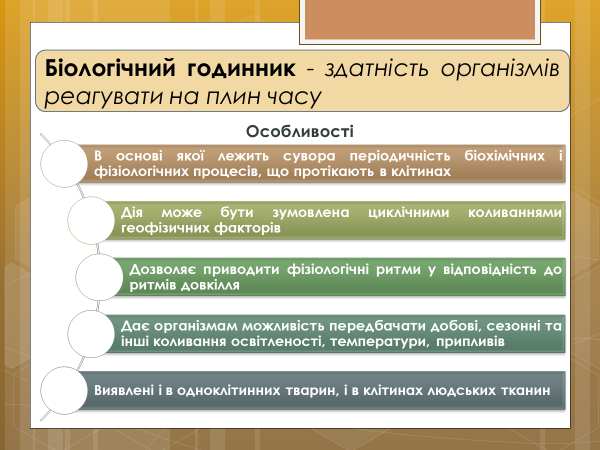 Біологічний годинник - здатність організмів
реагувати на плин часу
Особливості
В основі якої лежить сувора періодичність біохімічних і
фізіологічних процесів, що протікають в клітинах
Дія може бути зумовлена циклічними коливаннями
геофізичних факторів
Дозволяє приводити фізіологічні ритми у відповідність до
ритмів довкілля
Дає організмам можливість передбачати добові, сезонні та
інші коливання освітленості, температури, припливів
Виявлені і в одноклітинних тварин, і в клітинах людських тканин